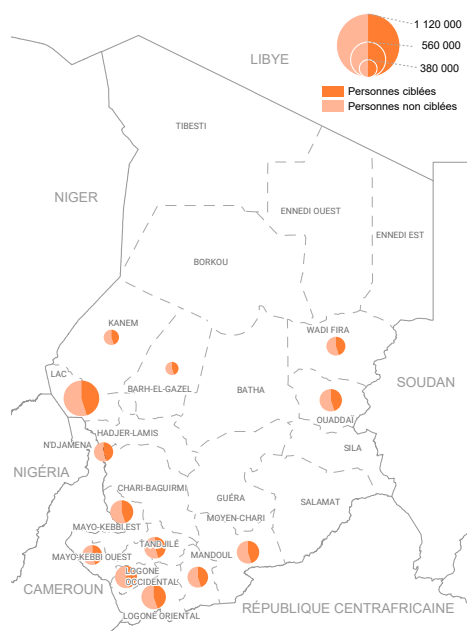 1 120 000
LIBYE
560 000
380 000
Personnes ciblées
Personnes non ciblées
TIBESTI
NIGER
ENNEDI OUEST
ENNEDI EST
BORKOU
KANEM
WADI FIRA
LAC
BARH-EL-GAZEL
BATHA
SOUDAN
OUADDAÏ
HADJER-LAMIS
N'DJAMENA
SILA
NIGÉRIA
CHARI-BAGUIRMI
GUÉRA
SALAMAT
MOYEN-CHARI
MAYO-KEBBI EST
TANDJILÉ
MAYO-KEBBI OUEST
MANDOUL
LOGONE
OCCIDENTAL
CAMEROUN
RÉPUBLIQUE CENTRAFRICAINE
LOGONE ORIENTAL